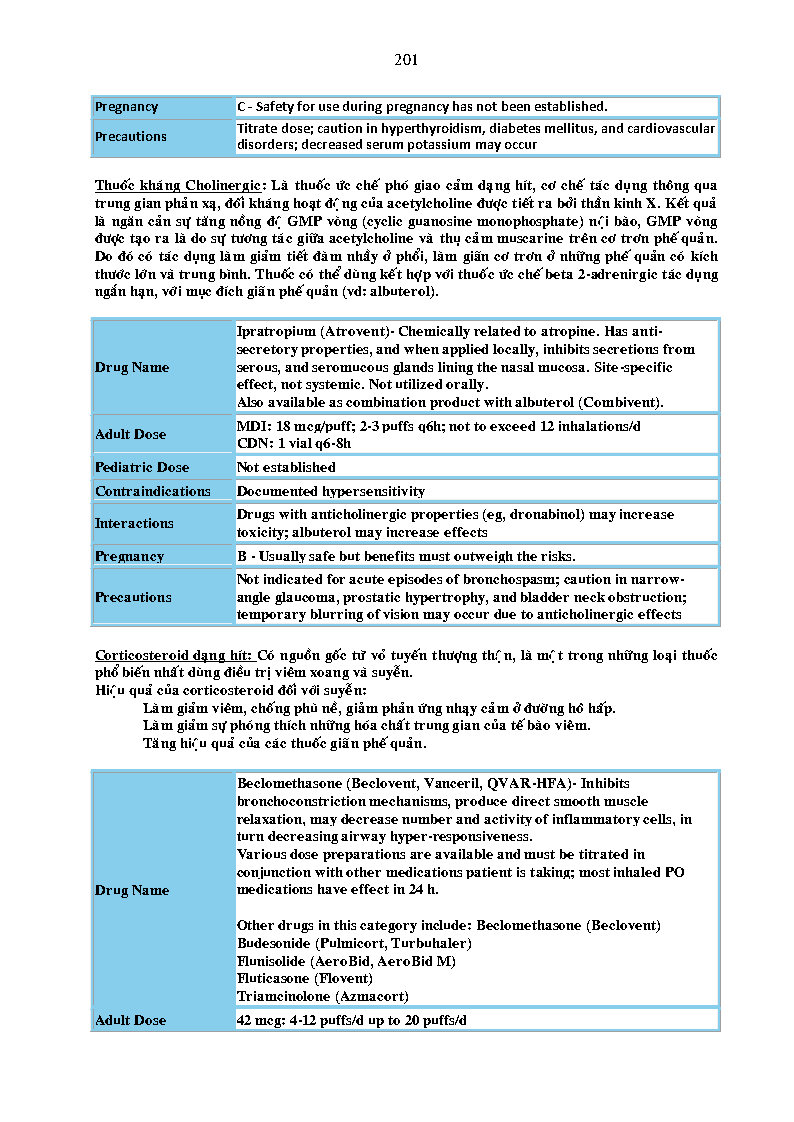 201
Pregnancy C - Safety for use during pregnancy has not been established.
Precautions Titrate dose; caution in hyperthyroidism, diabetes mellitus, and cardiovascular
disorders; decreased serum potassium may occur
Thuốc kháng Cholinergic: Là thuốc ức chế phó giao cảm dạng hít, cơ chế tác dụng thông qua
trung gian phản xạ, đối kháng hoạt động của acetylcholine được tiết ra bởi thần kinh X. Kết quả
là ngăn cản sự tăng nồng độ GMP vòng (cyclic guanosine monophosphate) nội bào, GMP vòng
được tạo ra là do sự tương tác giữa acetylcholine và thụ cảm muscarine trên cơ trơn phế quản.
Do đó có tác dụng làm giảm tiết đàm nhầy ở phổi, làm giãn cơ trơn ở những phế quản có kích
thước lớn và trung bình. Thuốc có thể dùng kết hợp với thuốc ức chế beta 2-adrenirgic tác dụng
ngắn hạn, với mục đích giãn phế quản (vd: albuterol).
Drug Name Ipratropium (Atrovent)- Chemically related to atropine. Has anti-
secretory properties, and when applied locally, inhibits secretions from
serous, and seromucous glands lining the nasal mucosa. Site-specific
effect, not systemic. Not utilized orally.
Also available as combination product with albuterol (Combivent).
Adult Dose MDI: 18 mcg/puff; 2-3 puffs q6h; not to exceed 12 inhalations/d
CDN: 1 vial q6-8h
Pediatric Dose Not established
Contraindications Documented hypersensitivity
Interactions Drugs with anticholinergic properties (eg, dronabinol) may increase
toxicity; albuterol may increase effects
Pregnancy B - Usually safe but benefits must outweigh the risks.
Precautions Not indicated for acute episodes of bronchospasm; caution in narrow-
angle glaucoma, prostatic hypertrophy, and bladder neck obstruction;
temporary blurring of vision may occur due to anticholinergic effects
Corticosteroid dạng hít: Có nguồn gốc từ vỏ tuyến thượng thận, là một trong những loại thuốc
phổ biến nhất dùng điều trị viêm xoang và suyễn.
Hiệu quả của corticosteroid đối với suyễn:
Làm giảm viêm, chống phù nề, giảm phản ứng nhạy cảm ở đường hô hấp.
Làm giảm sự phóng thích những hóa chất trung gian của tế bào viêm.
Tăng hiệu quả của các thuốc giãn phế quản.
Drug Name Beclomethasone (Beclovent, Vanceril, QVAR-HFA)- Inhibits
bronchoconstriction mechanisms, produce direct smooth muscle
relaxation, may decrease number and activity of inflammatory cells, in
turn decreasing airway hyper-responsiveness.
Various dose preparations are available and must be titrated in
conjunction with other medications patient is taking; most inhaled PO
medications have effect in 24 h.
Other drugs in this category include: Beclomethasone (Beclovent)
Budesonide (Pulmicort, Turbuhaler)
Flunisolide (AeroBid, AeroBid M)
Fluticasone (Flovent)
Triamcinolone (Azmacort)
Adult Dose 42 mcg: 4-12 puffs/d up to 20 puffs/d